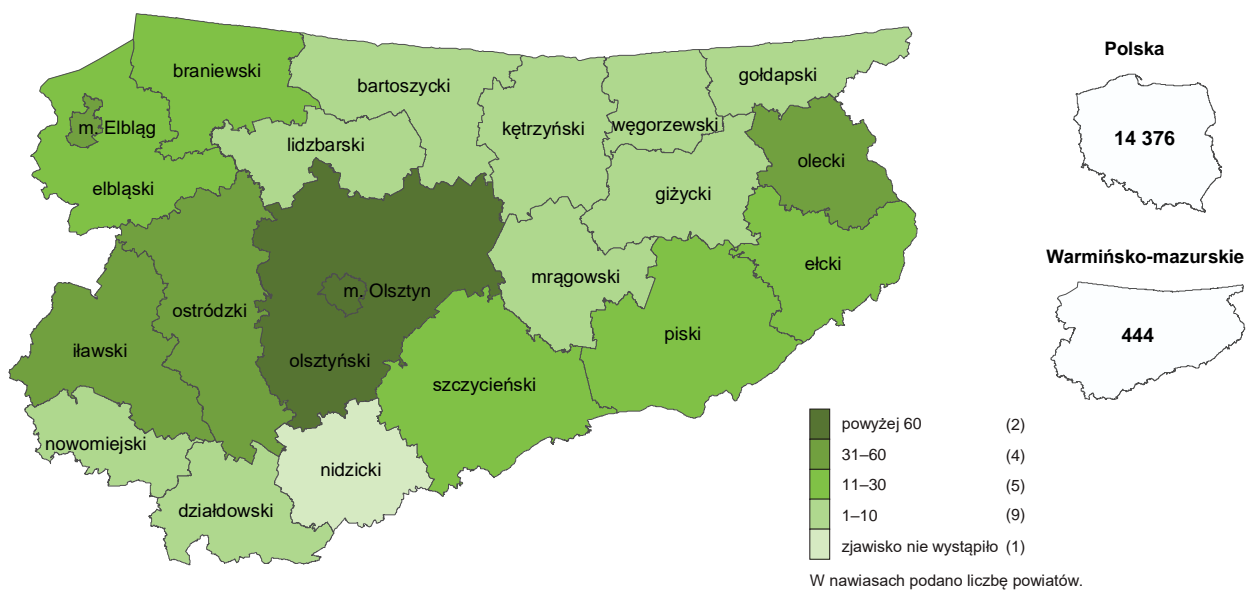 braniewski
bartoszycki
gołdapski
m. Elbląg
kętrzyński
węgorzewski
lidzbarski
olecki
elbląski
giżycki
ełcki
mrągowski
m. Olsztyn
ostródzki
piski
iławski
olsztyński
szczycieński
nowomiejski
nidzicki
działdowski
Polska
14 376
Warmińsko-mazurskie
444
powyżej 60 (2)
31–60 (4)
11–30 (5)
1–10 (9)
zjawisko nie wystąpiło (1)
W nawiasach podano liczbę powiatów.